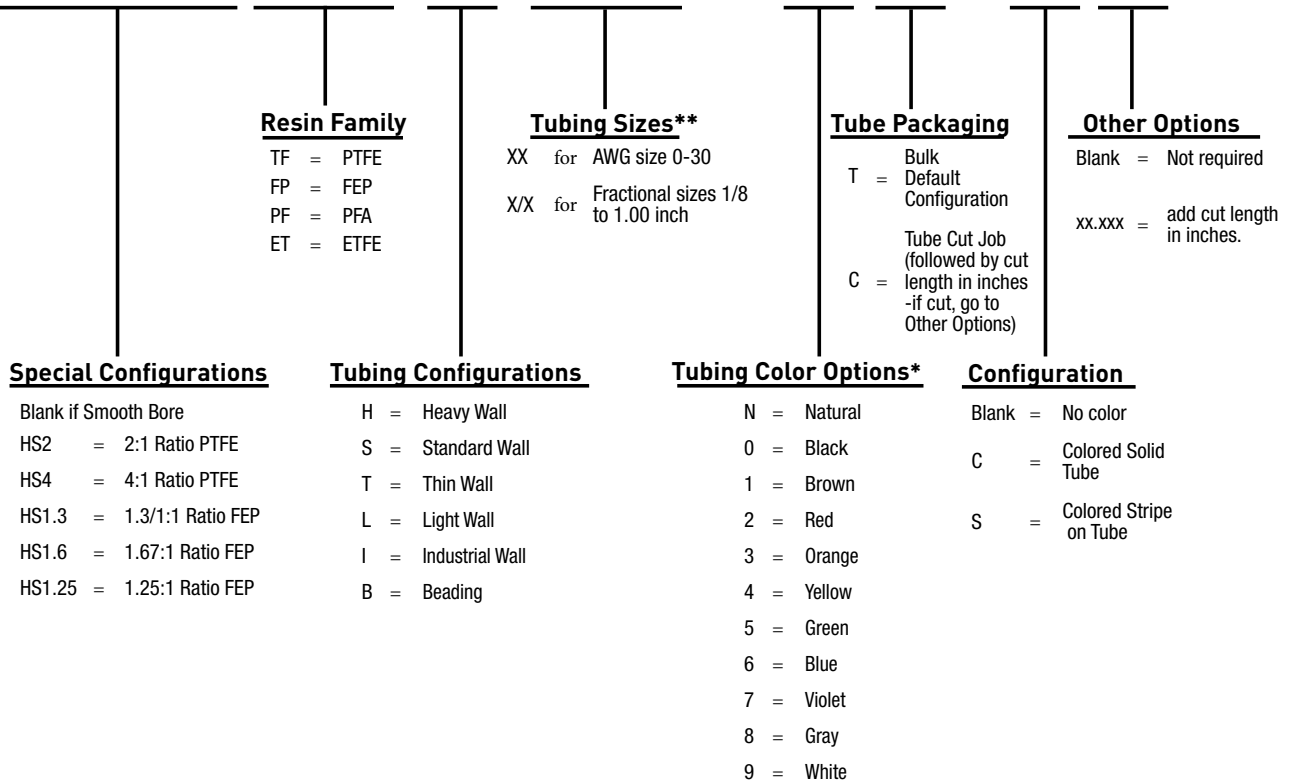 Resin Family
TF = PTFE
FP = FEP
PF = PFA
ET = ETFE
Tubing Sizes**
XX for AWG size 0-30
X/X for Fractional sizes 1/8
to 1.00 inch
Tube Packaging
T = Bulk
Default
Configuration
C = Tube Cut Job
(followed by cut
length in inches
-if cut, go to
Other Options)
Other Options
Blank = Not required
xx.xxx = add cut length
in inches.
Special Configurations
Blank if Smooth Bore
HS2 = 2:1 Ratio PTFE
HS4 = 4:1 Ratio PTFE
HS1.3 = 1.3/1:1 Ratio FEP
HS1.6 = 1.67:1 Ratio FEP
HS1.25 = 1.25:1 Ratio FEP
Tubing Configurations
H = Heavy Wall
S = Standard Wall
T = Thin Wall
L = Light Wall
I = Industrial Wall
B = Beading
Tubing Color Options*
N = Natural
0 = Black
1 = Brown
2 = Red
3 = Orange
4 = Yellow
5 = Green
6 = Blue
7 = Violet
8 = Gray
9 = White
Configuration
Blank = No color
C = Colored Solid
Tube
S = Colored Stripe
on Tube